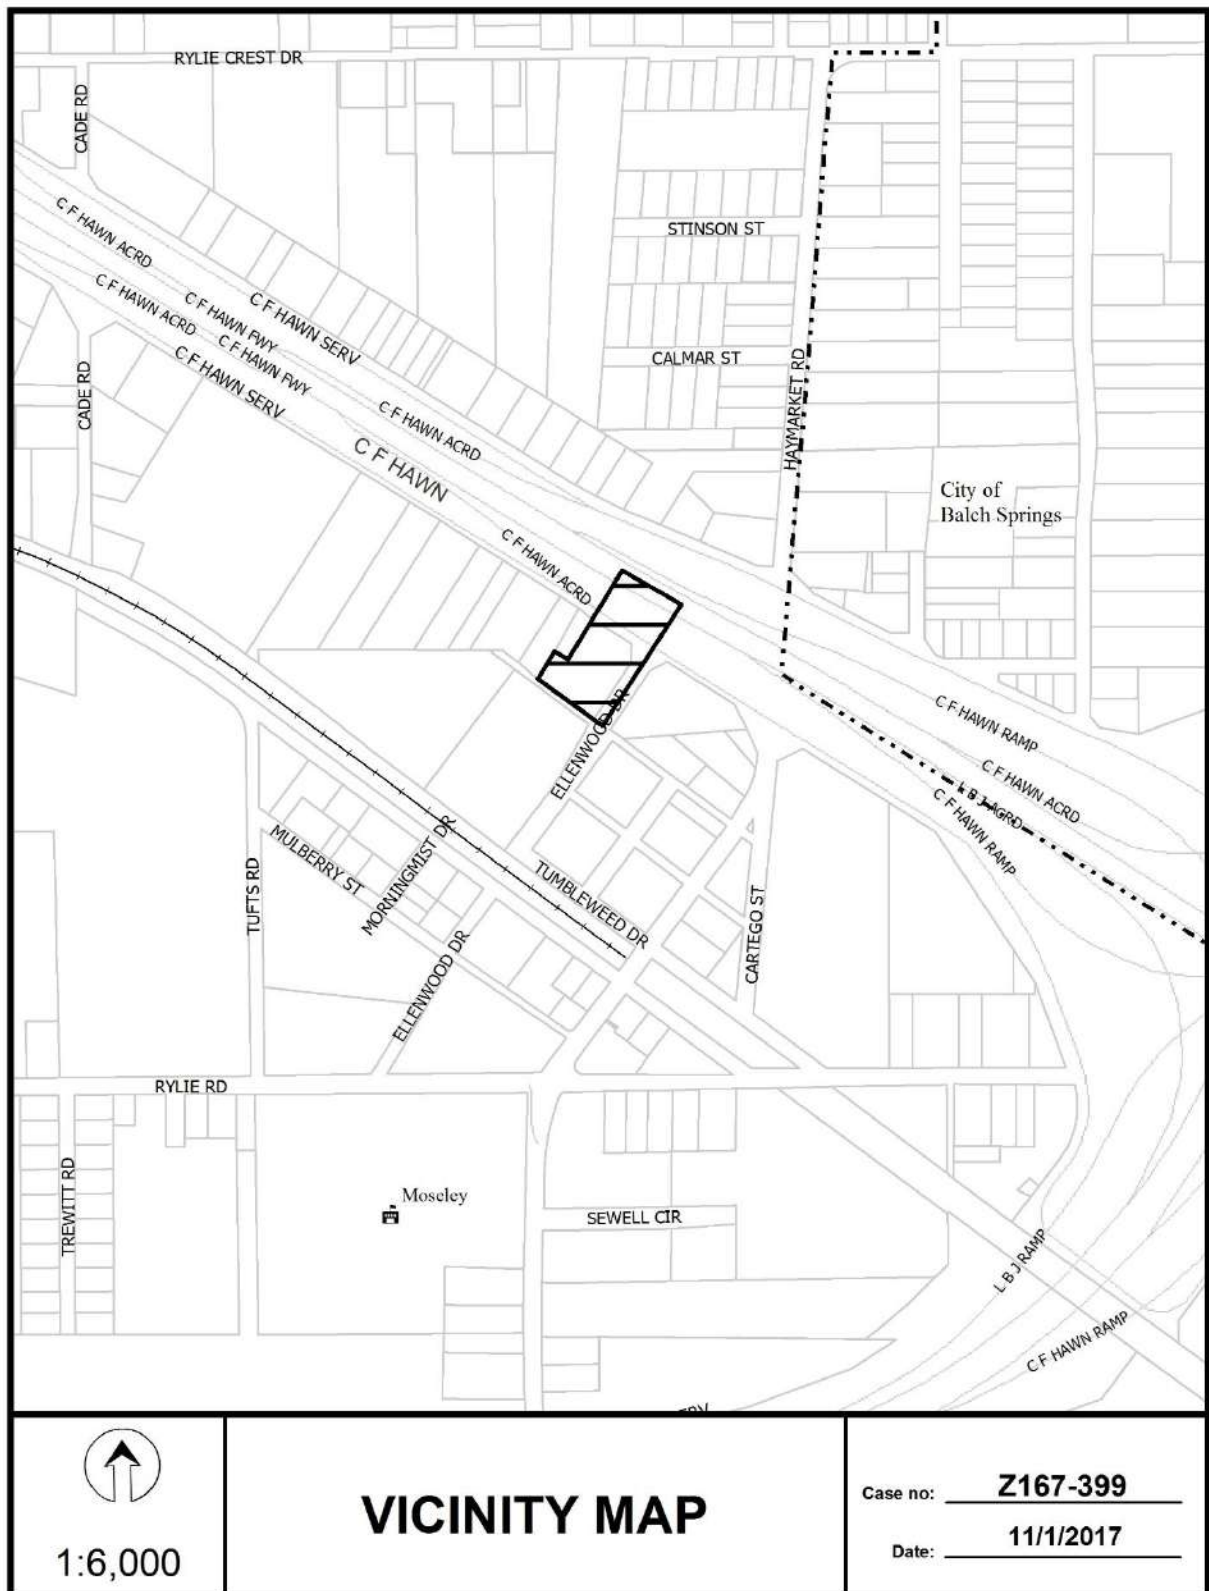 RYLIE CREST DR
CADE RD
C F HAWN ACRD
C F HAWN ACRD
C F HAWN FWY
C F HAWN SERV
C F HAWN FWY
C F HAWN SERV
STINSON ST
CALMAR ST
HAYMARKET RD
CADE RD
C F HAWN ACRD
C F HAWN
City of
Balch Springs
C F HAWN ACRD
C F HAWN RAMP
C F HAWN ACRD
L B J ACRD
C F HAWN RAMP
ELLENWOOD DR
MULBERRY ST
MORNINGMIST DR
TUFTS RD
TUMBLEWEED DR
CARTEGO ST
ELLENWOOD DR
RYLIE RD
TREWITT RD
Moseley
SEWELL CIR
L B J RAMP
C F HAWN RAMP
1:6,000
VICINITY MAP
Case no: Z167-399
Date: 11/1/2017